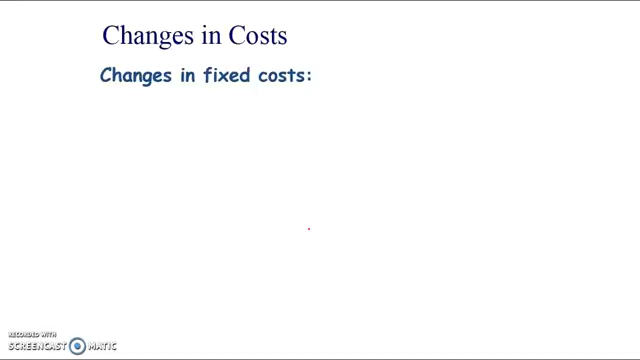 Changes in Costs
Changes in fixed costs:
RECORDED WITH
SCREENCAST MATIC